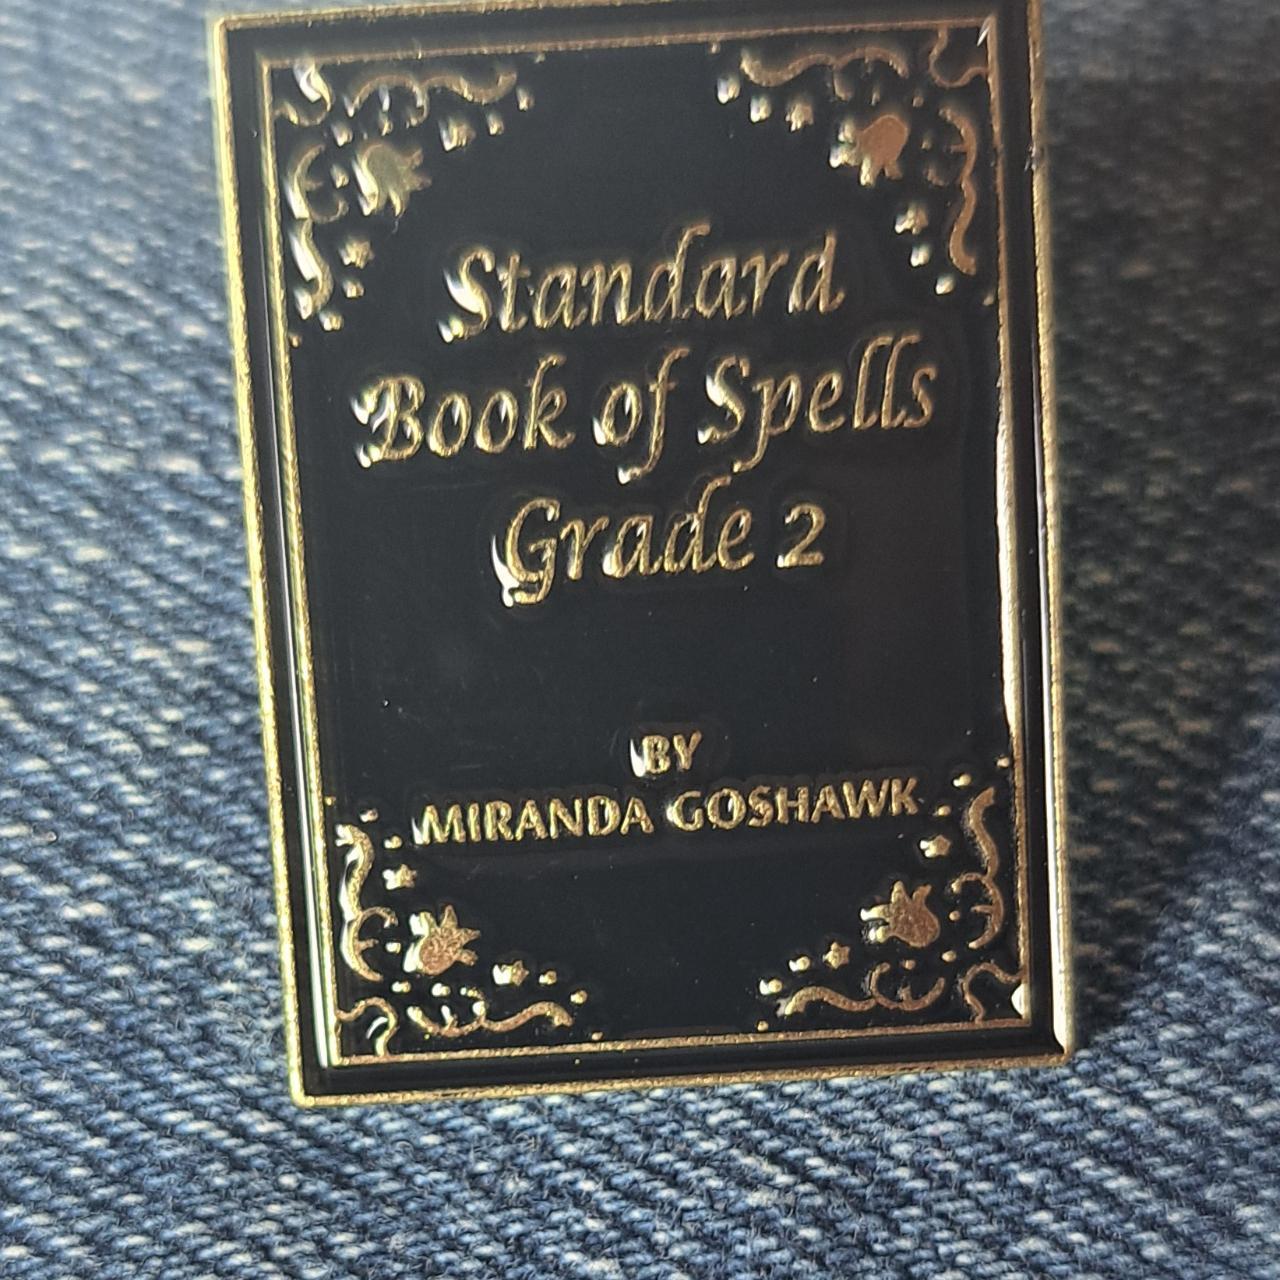 Standard
Book of Spells
Grade 2
BY
MIRANDA GOSHAWK